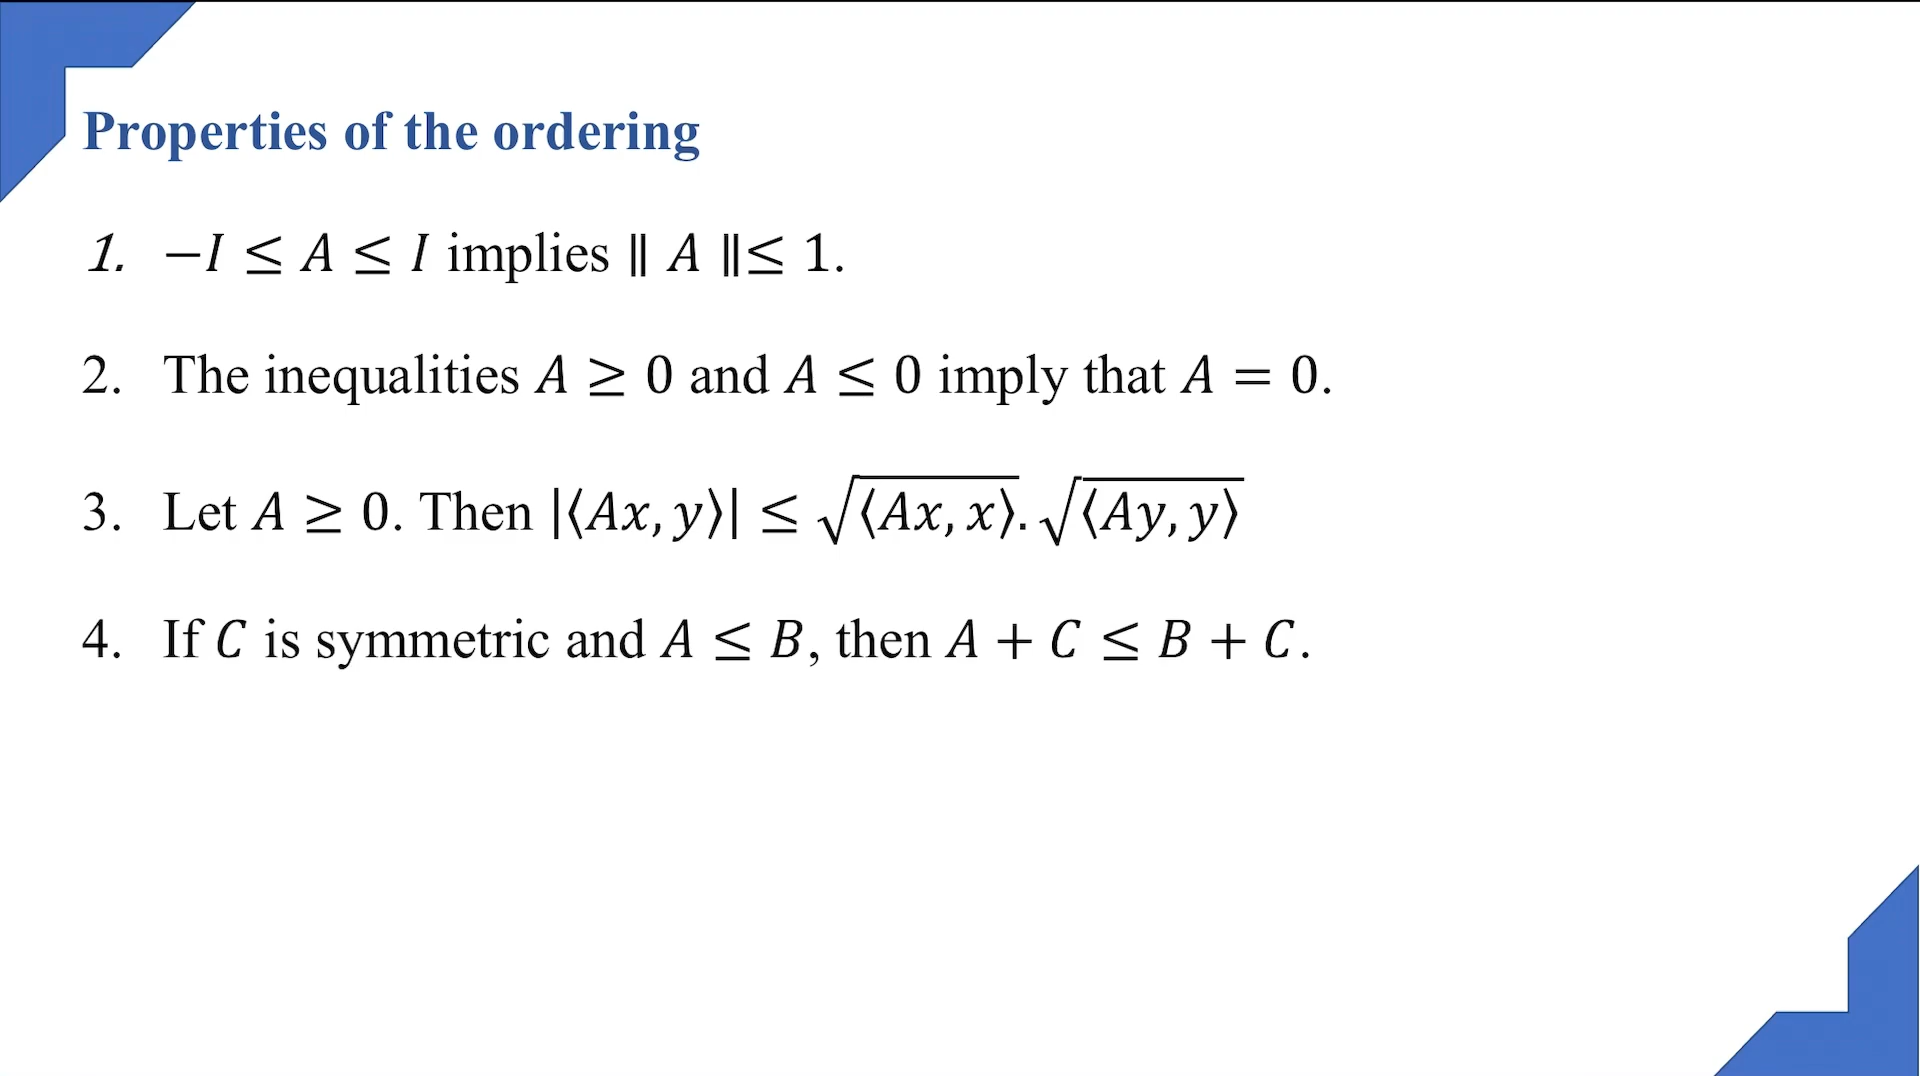 Properties of the ordering
1. −I ≤ A ≤ I implies ∥ A ∥≤ 1.
2. The inequalities A ≥ 0 and A ≤ 0 imply that A = 0.
3. Let A ≥ 0. Then |⟨Ax, y⟩| ≤ √⟨Ax, x⟩. √⟨Ay, y⟩
4. If C is symmetric and A ≤ B, then A + C ≤ B + C.